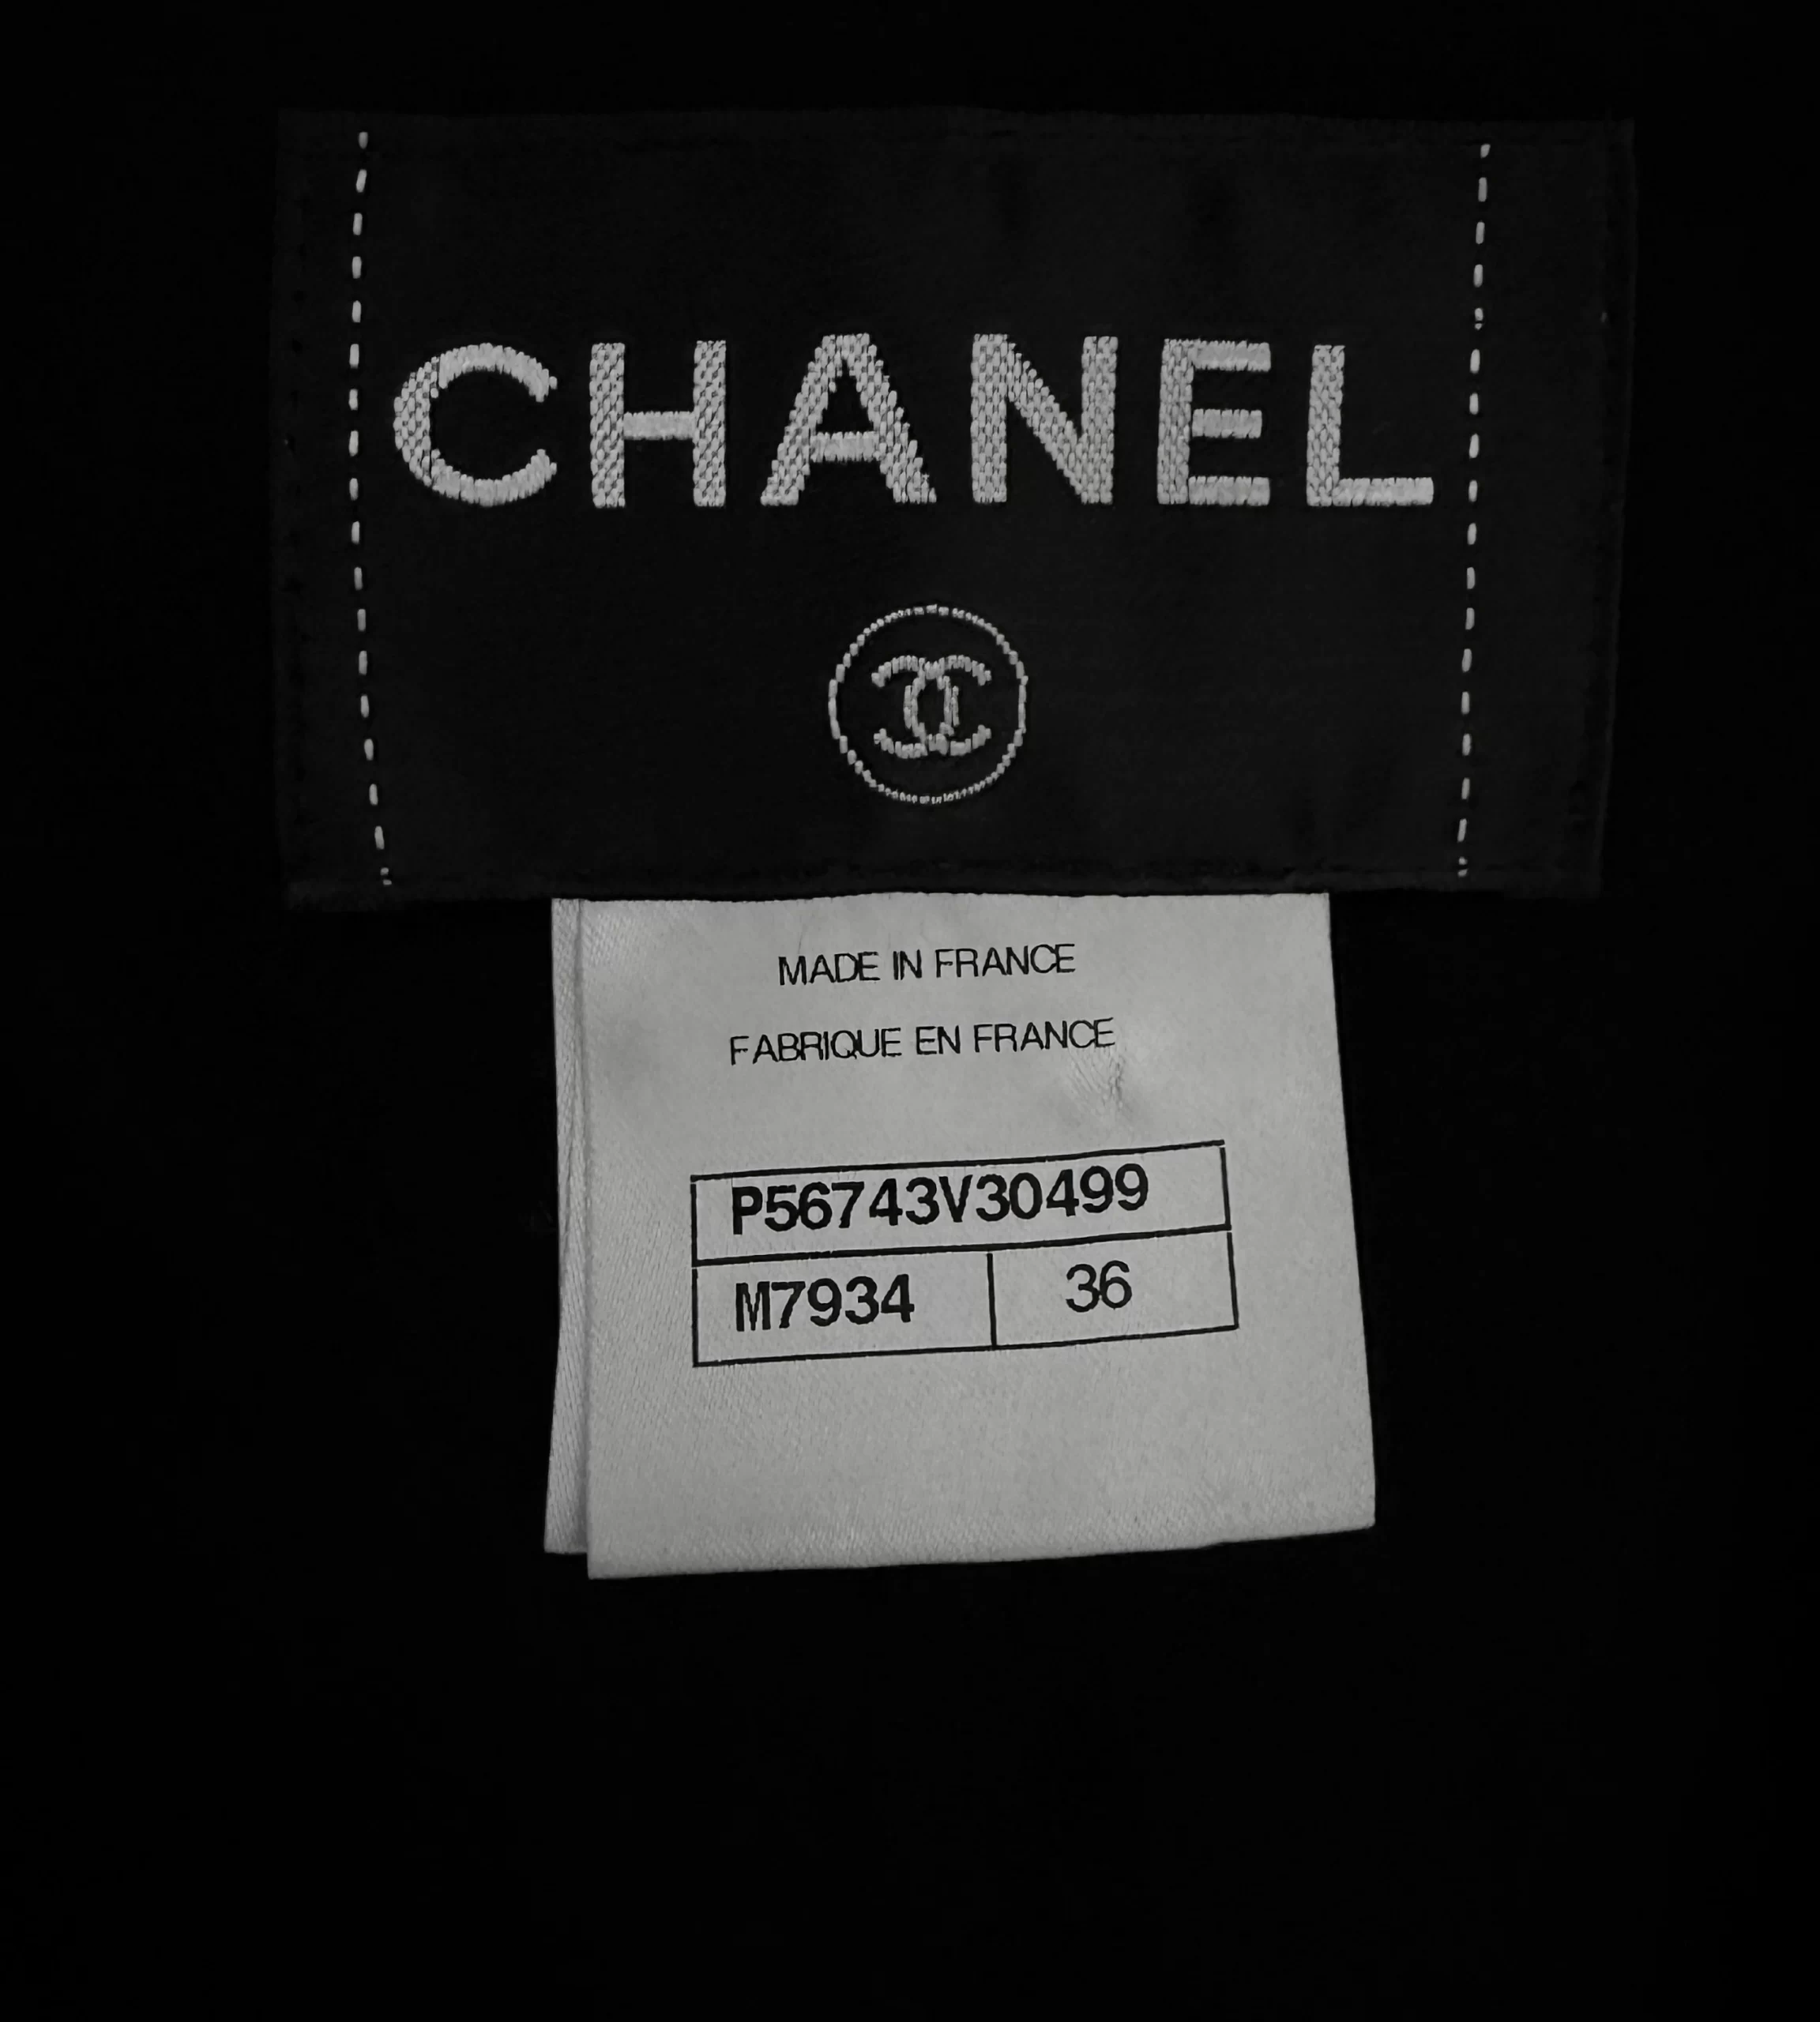 CHANEL
MADE IN FRANCE
FABRIQUE EN FRANCE
P56743V30499
M7934 36